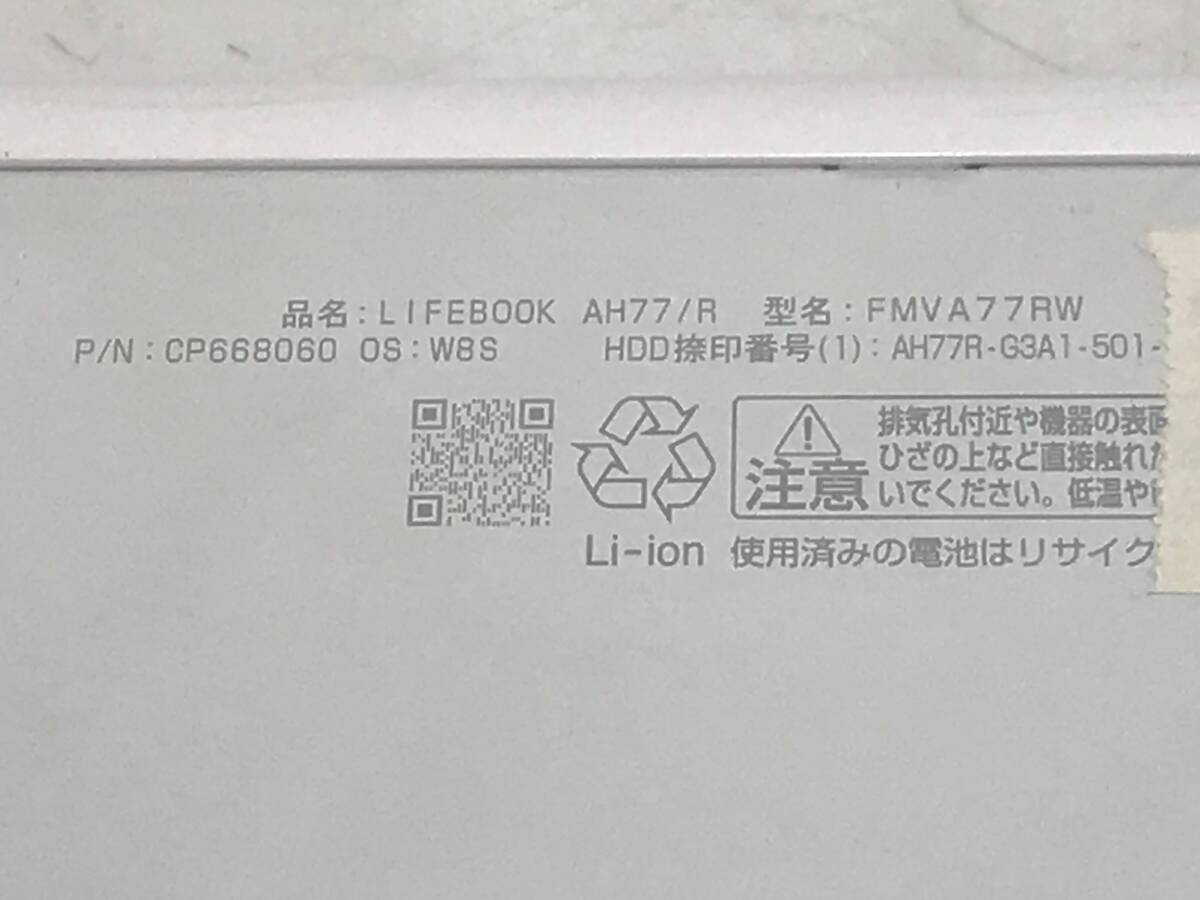 品名：LIFEBOOK AH77/R 型名：FMVA77RW
P/N：CP668060 OS：W8S HDD捺印番号(1)：AH77R-G3A1-501-
注意
排気孔付近や機器の表面
ひざの上など直接触れた
いでください。低温や
Li-ion 使用済みの電池はリサイク